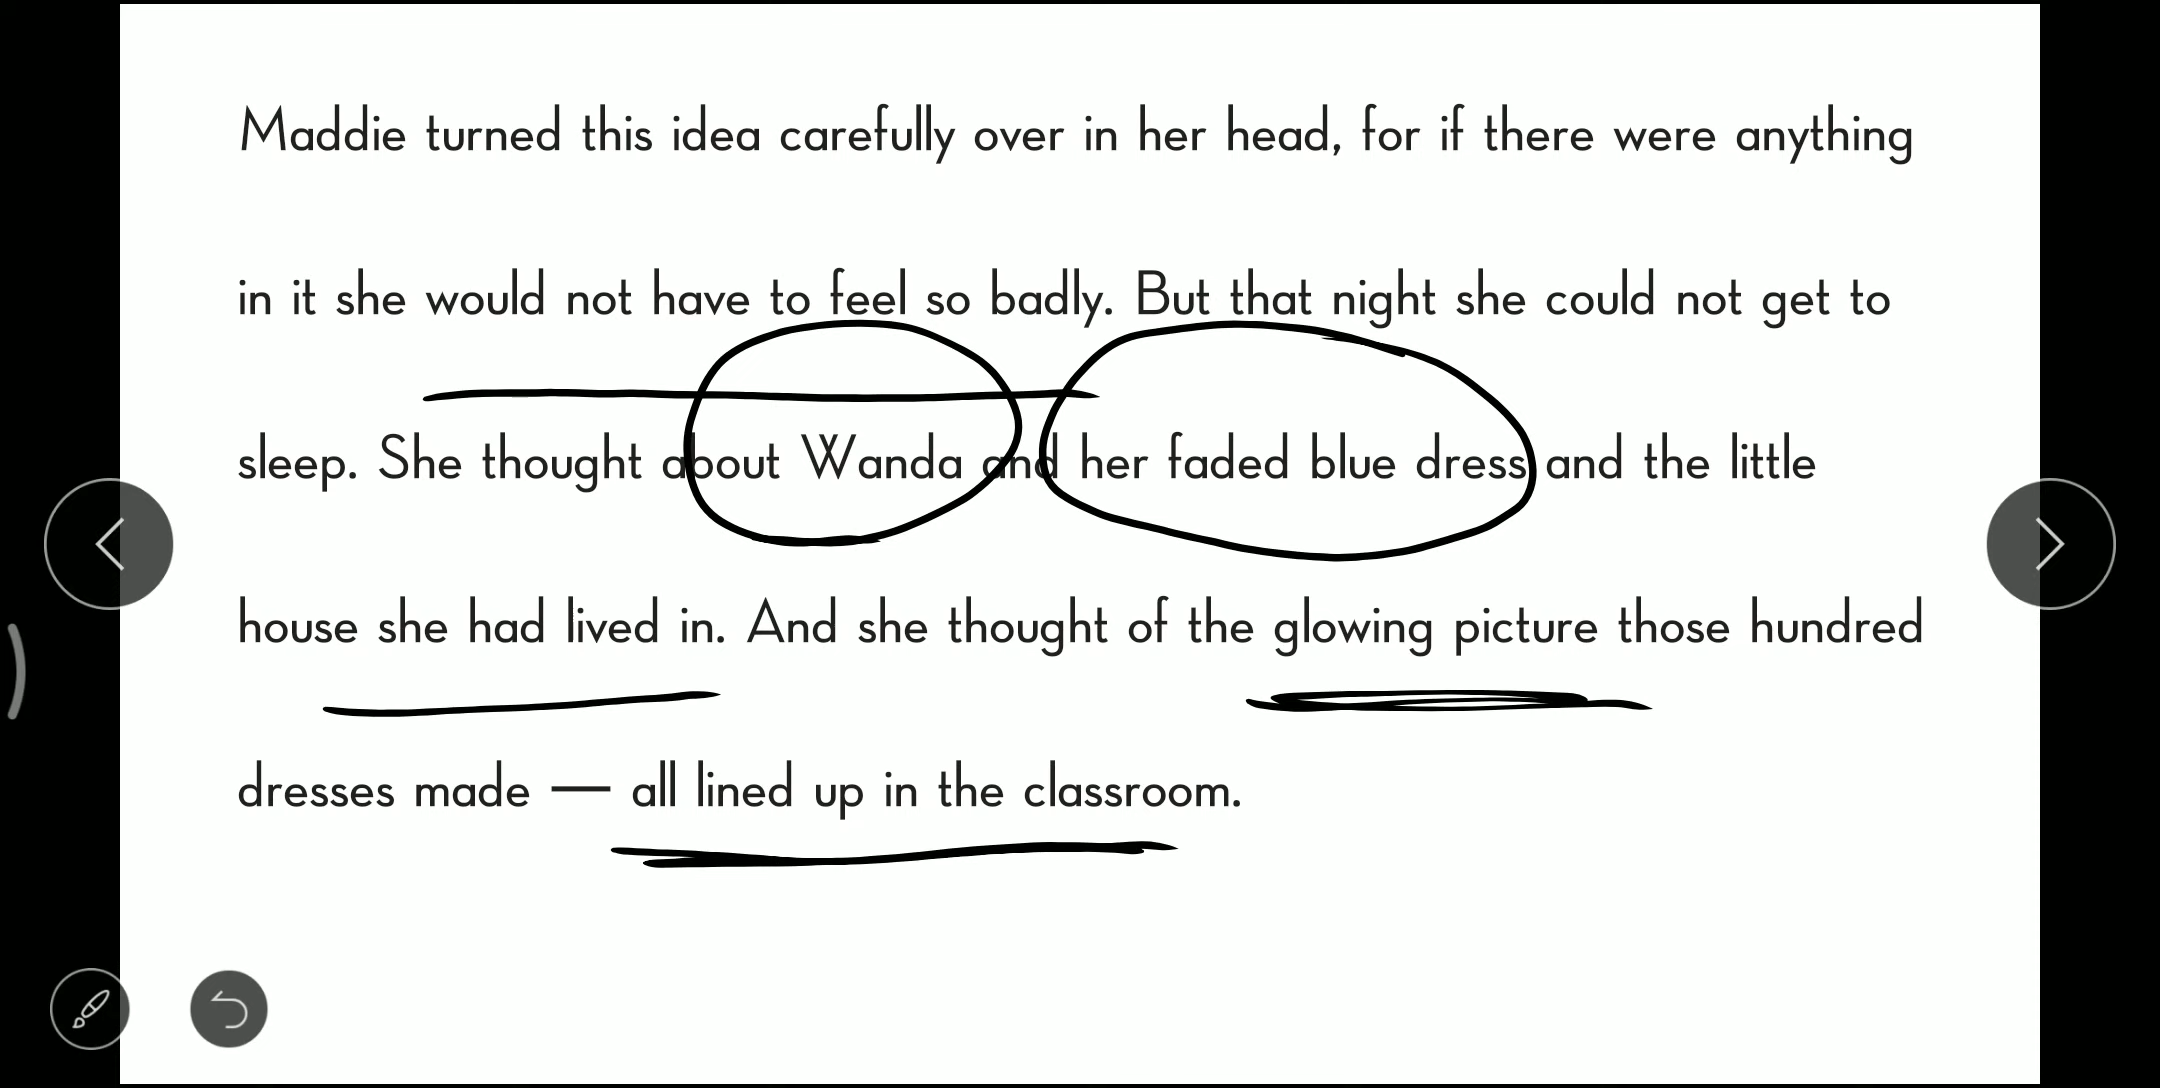 Maddie turned this idea carefully over in her head, for if there were anything
in it she would not have to feel so badly. But that night she could not get to
sleep. She thought about Wanda and her faded blue dress and the little
house she had lived in. And she thought of the glowing picture those hundred
dresses made — all lined up in the classroom.